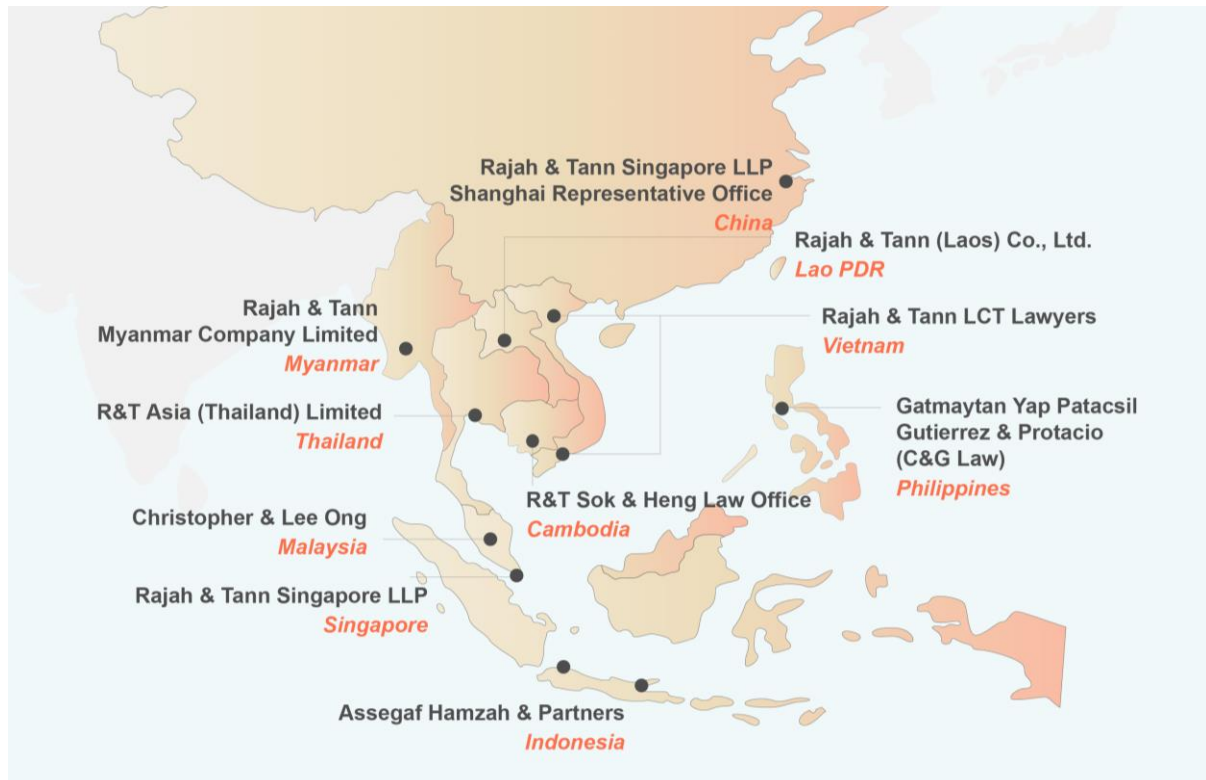 Rajah & Tann Singapore LLP
Shanghai Representative Office
China
Rajah & Tann (Laos) Co., Ltd.
Lao PDR
Rajah & Tann
Myanmar Company Limited
Myanmar
Rajah & Tann LCT Lawyers
Vietnam
R&T Asia (Thailand) Limited
Thailand
Gatmaytan Yap Patacsil
Gutierrez & Protacio
(C&G Law)
Philippines
R&T Sok & Heng Law Office
Cambodia
Christopher & Lee Ong
Malaysia
Rajah & Tann Singapore LLP
Singapore
Assegaf Hamzah & Partners
Indonesia